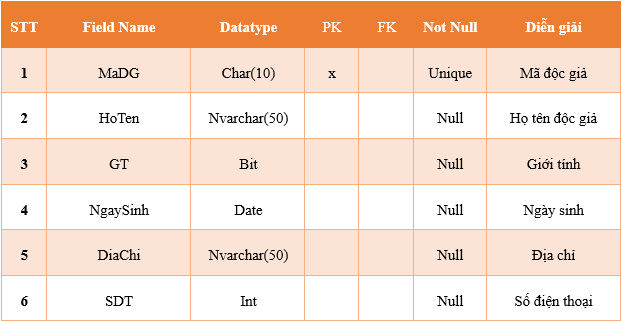 STT Field Name Datatype PK FK Not Null Diễn giải
1 MaDG Char(10) x Unique Mã độc giả
2 HoTen Nvarchar(50) Null Họ tên độc giả
3 GT Bit Null Giới tính
4 NgaySinh Date Null Ngày sinh
5 DiaChi Nvarchar(50) Null Địa chỉ
6 SDT Int Null Số điện thoại